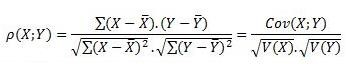 ρ(X;Y) = Σ(X − X̄).(Y − Ȳ) / √Σ(X − X̄)² . √Σ(Y − Ȳ)² = Cov(X;Y) / √V(X).√V(Y)